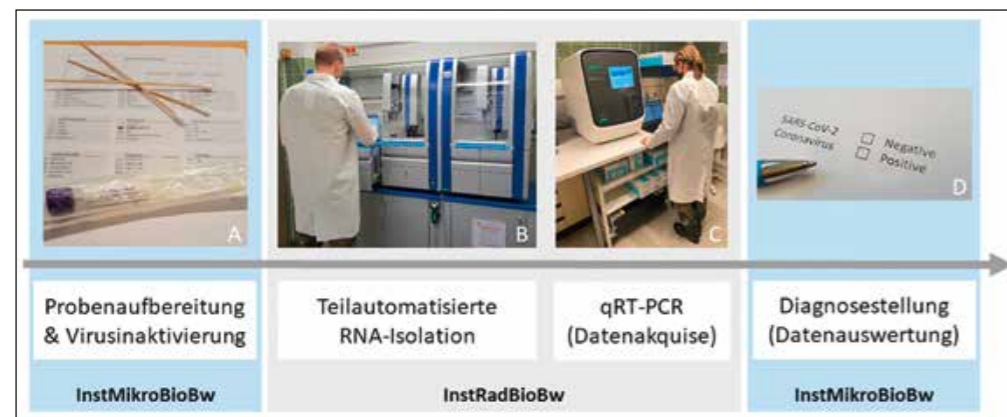 A
B
C
SARS-CoV-2
Coronavirus
Negative
Positive
D
Probenaufbereitung
& Virusinaktivierung
Teilautomatisierte
RNA-Isolation
qRT-PCR
(Datenakquise)
Diagnosestellung
(Datenauswertung)
InstMikroBioBw
InstRadBioBw
InstMikroBioBw